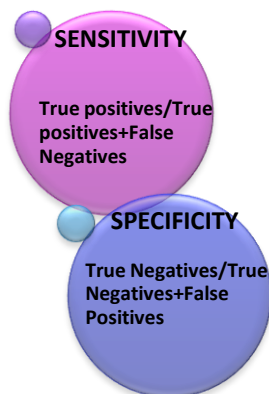 SENSITIVITY
True positives/True
positives+False
Negatives
SPECIFICITY
True Negatives/True
Negatives+False
Positives